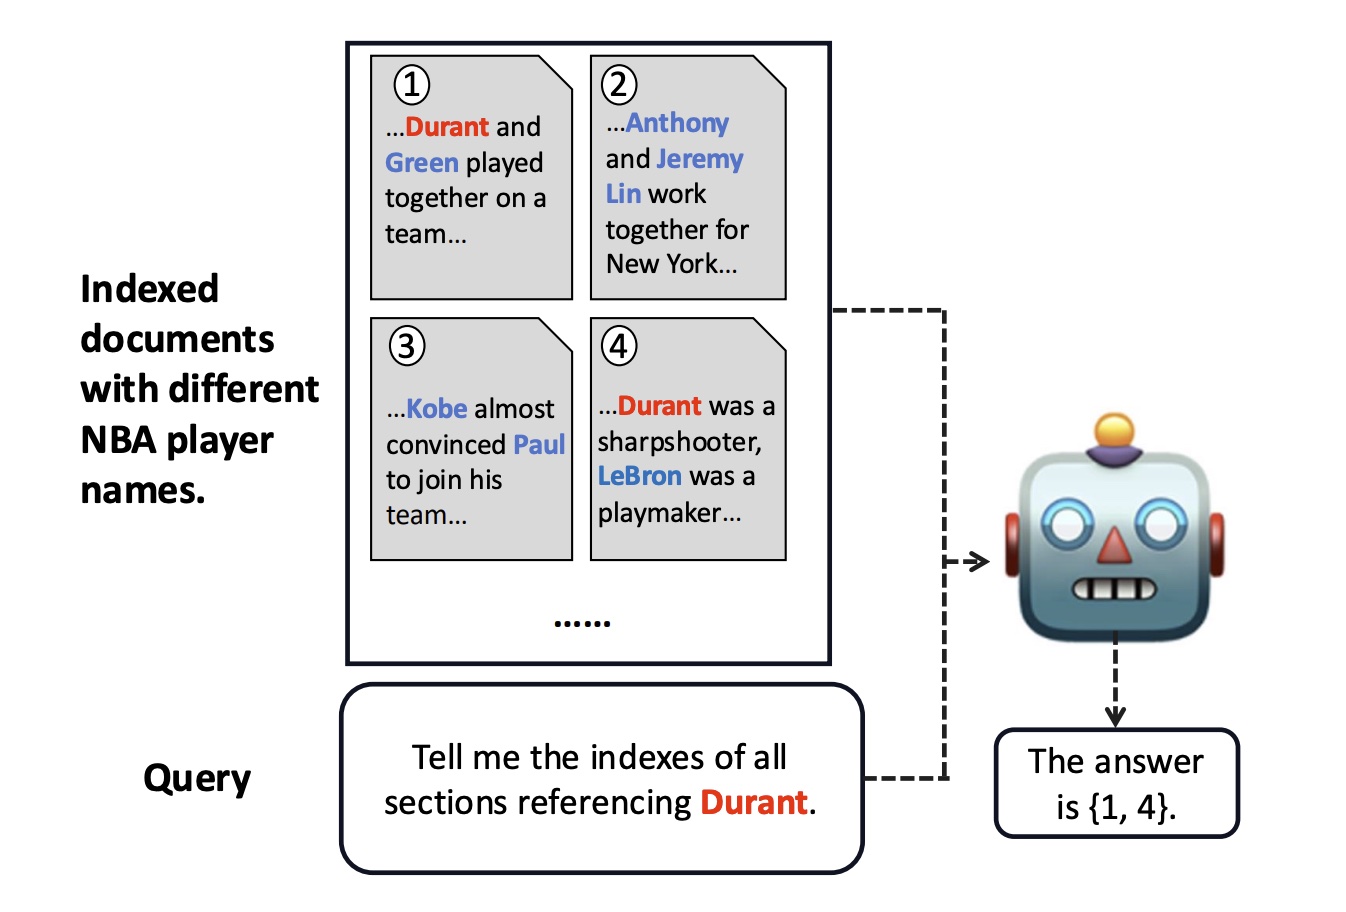 Indexed
documents
with different
NBA player
names.
①
...Durant and
Green played
together on a
team...
②
...Anthony
and Jeremy
Lin work
together for
New York...
③
...Kobe almost
convinced Paul
to join his
team...
④
...Durant was a
sharpshooter,
LeBron was a
playmaker...
......
Query
Tell me the indexes of all
sections referencing Durant.
The answer
is {1, 4}.